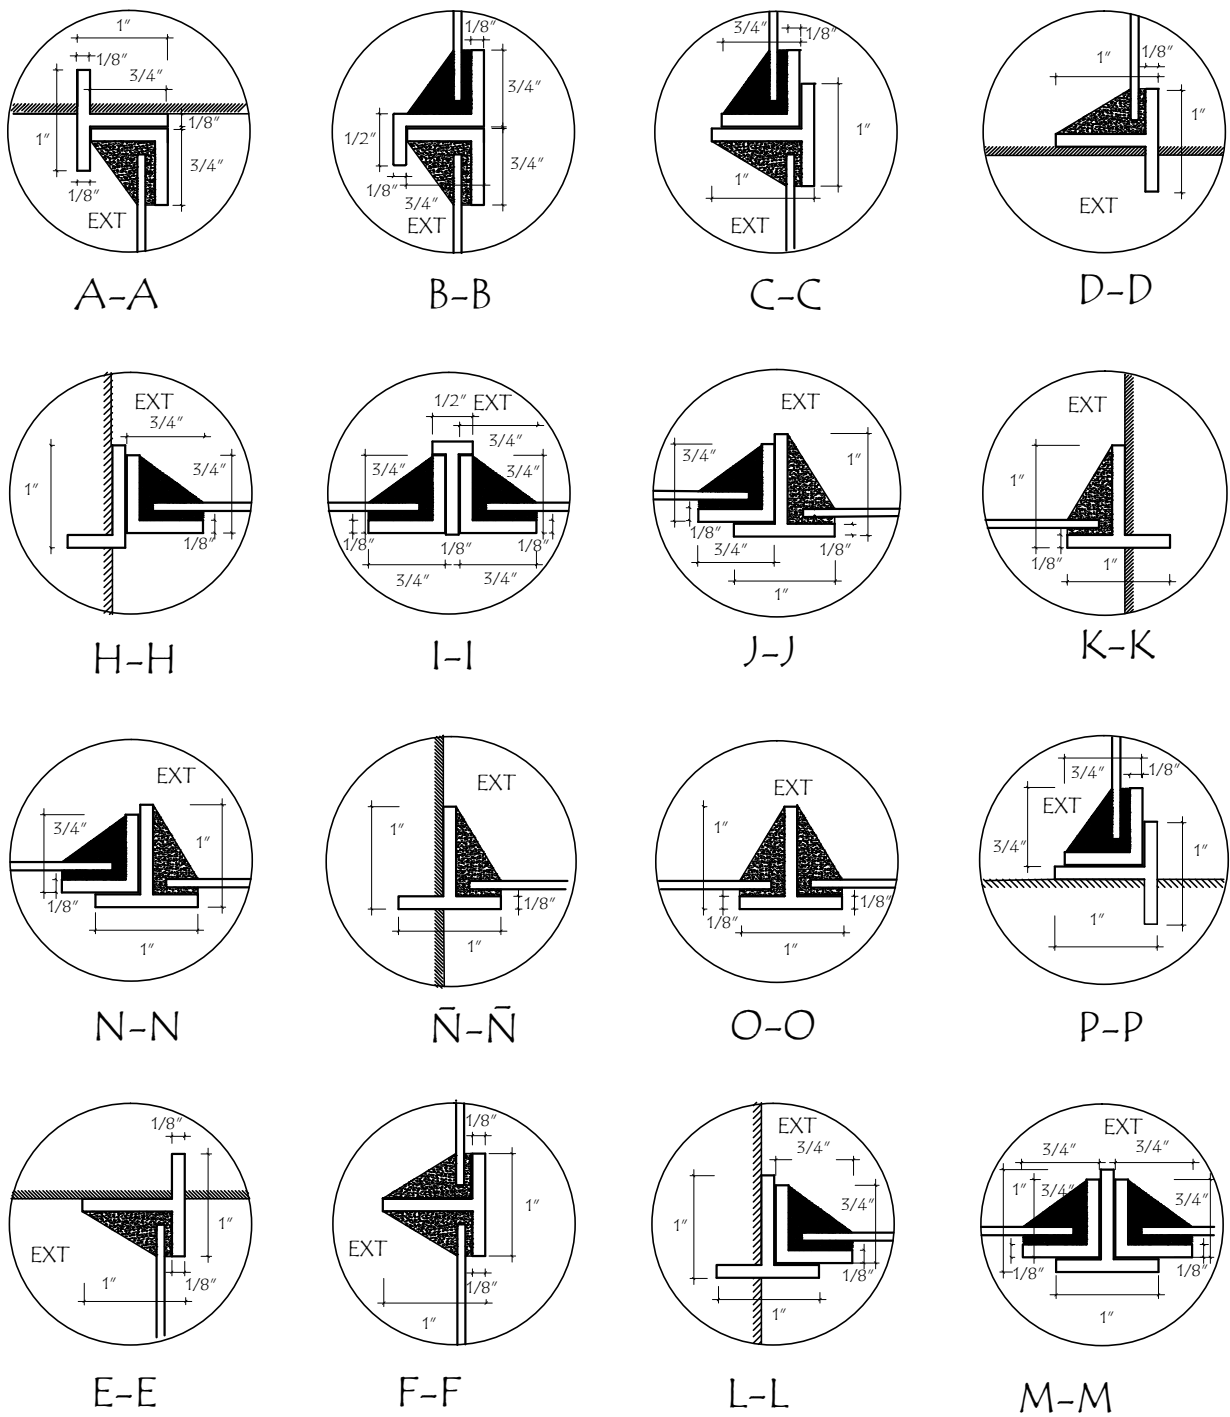 1"
1/8"
3/4"
1"
1/8"
3/4"
1/8"
EXT
A-A
1/8"
3/4"
1/2"
3/4"
1/8"
3/4"
EXT
B-B
3/4"
1/8"
1"
1"
EXT
C-C
1/8"
1"
1"
EXT
D-D
EXT
3/4"
3/4"
1"
1/8"
H-H
1/2"
EXT
3/4"
3/4"
3/4"
1/8"
1/8"
1/8"
3/4"
3/4"
I-I
EXT
3/4"
1"
1/8"
1/8"
3/4"
1"
J-J
EXT
1"
1/8"
1"
K-K
EXT
3/4"
1"
1/8"
1"
N-N
EXT
1"
1/8"
1"
Ñ-Ñ
EXT
1"
1/8"
1/8"
1"
O-O
3/4"
1/8"
EXT
3/4"
1"
1"
P-P
1/8"
1"
EXT
1"
1/8"
E-E
1/8"
1"
EXT
1/8"
1"
F-F
EXT
3/4"
3/4"
1"
1/8"
1"
L-L
EXT
3/4"
3/4"
1"
3/4"
3/4"
1/8"
1/8"
1"
M-M